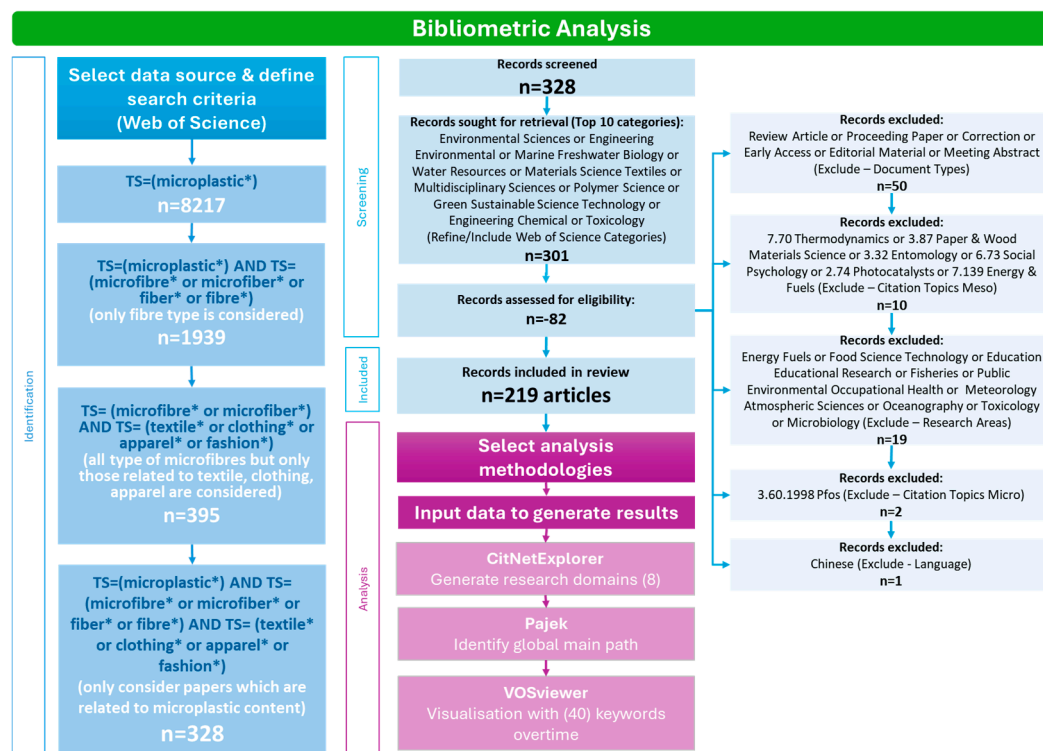 Bibliometric Analysis
Identification
Select data source & define
search criteria
(Web of Science)
TS=(microplastic*)
n=8217
TS=(microplastic*) AND TS=
(microfibre* or microfiber* or
fiber* or fibre*)
(only fibre type is considered)
n=1939
TS= (microfibre* or microfiber*)
AND TS= (textile* or clothing* or
apparel* or fashion*)
(all type of microfibres but only
those related to textile, clothing,
apparel are considered)
n=395
TS=(microplastic*) AND TS=
(microfibre* or microfiber* or
fiber* or fibre*) AND TS= (textile*
or clothing* or apparel* or
fashion*)
(only consider papers which are
related to microplastic content)
n=328
Screening
Records screened
n=328
Records sought for retrieval (Top 10 categories):
Environmental Sciences or Engineering
Environmental or Marine Freshwater Biology or
Water Resources or Materials Science Textiles or
Multidisciplinary Sciences or Polymer Science or
Green Sustainable Science Technology or
Engineering Chemical or Toxicology
(Refine/Include Web of Science Categories)
n=301
Records assessed for eligibility:
n=-82
Included
Records included in review
n=219 articles
Analysis
Select analysis
methodologies
Input data to generate results
CitNetExplorer
Generate research domains (8)
Pajek
Identify global main path
VOSviewer
Visualisation with (40) keywords
overtime
Records excluded:
Review Article or Proceeding Paper or Correction or
Early Access or Editorial Material or Meeting Abstract
(Exclude – Document Types)
n=50
Records excluded:
7.70 Thermodynamics or 3.87 Paper & Wood
Materials Science or 3.32 Entomology or 6.73 Social
Psychology or 2.74 Photocatalysts or 7.139 Energy &
Fuels (Exclude – Citation Topics Meso)
n=10
Records excluded:
Energy Fuels or Food Science Technology or Education
Educational Research or Fisheries or Public
Environmental Occupational Health or Meteorology
Atmospheric Sciences or Oceanography or Toxicology
or Microbiology (Exclude – Research Areas)
n=19
Records excluded:
3.60.1998 Pfos (Exclude – Citation Topics Micro)
n=2
Records excluded:
Chinese (Exclude - Language)
n=1